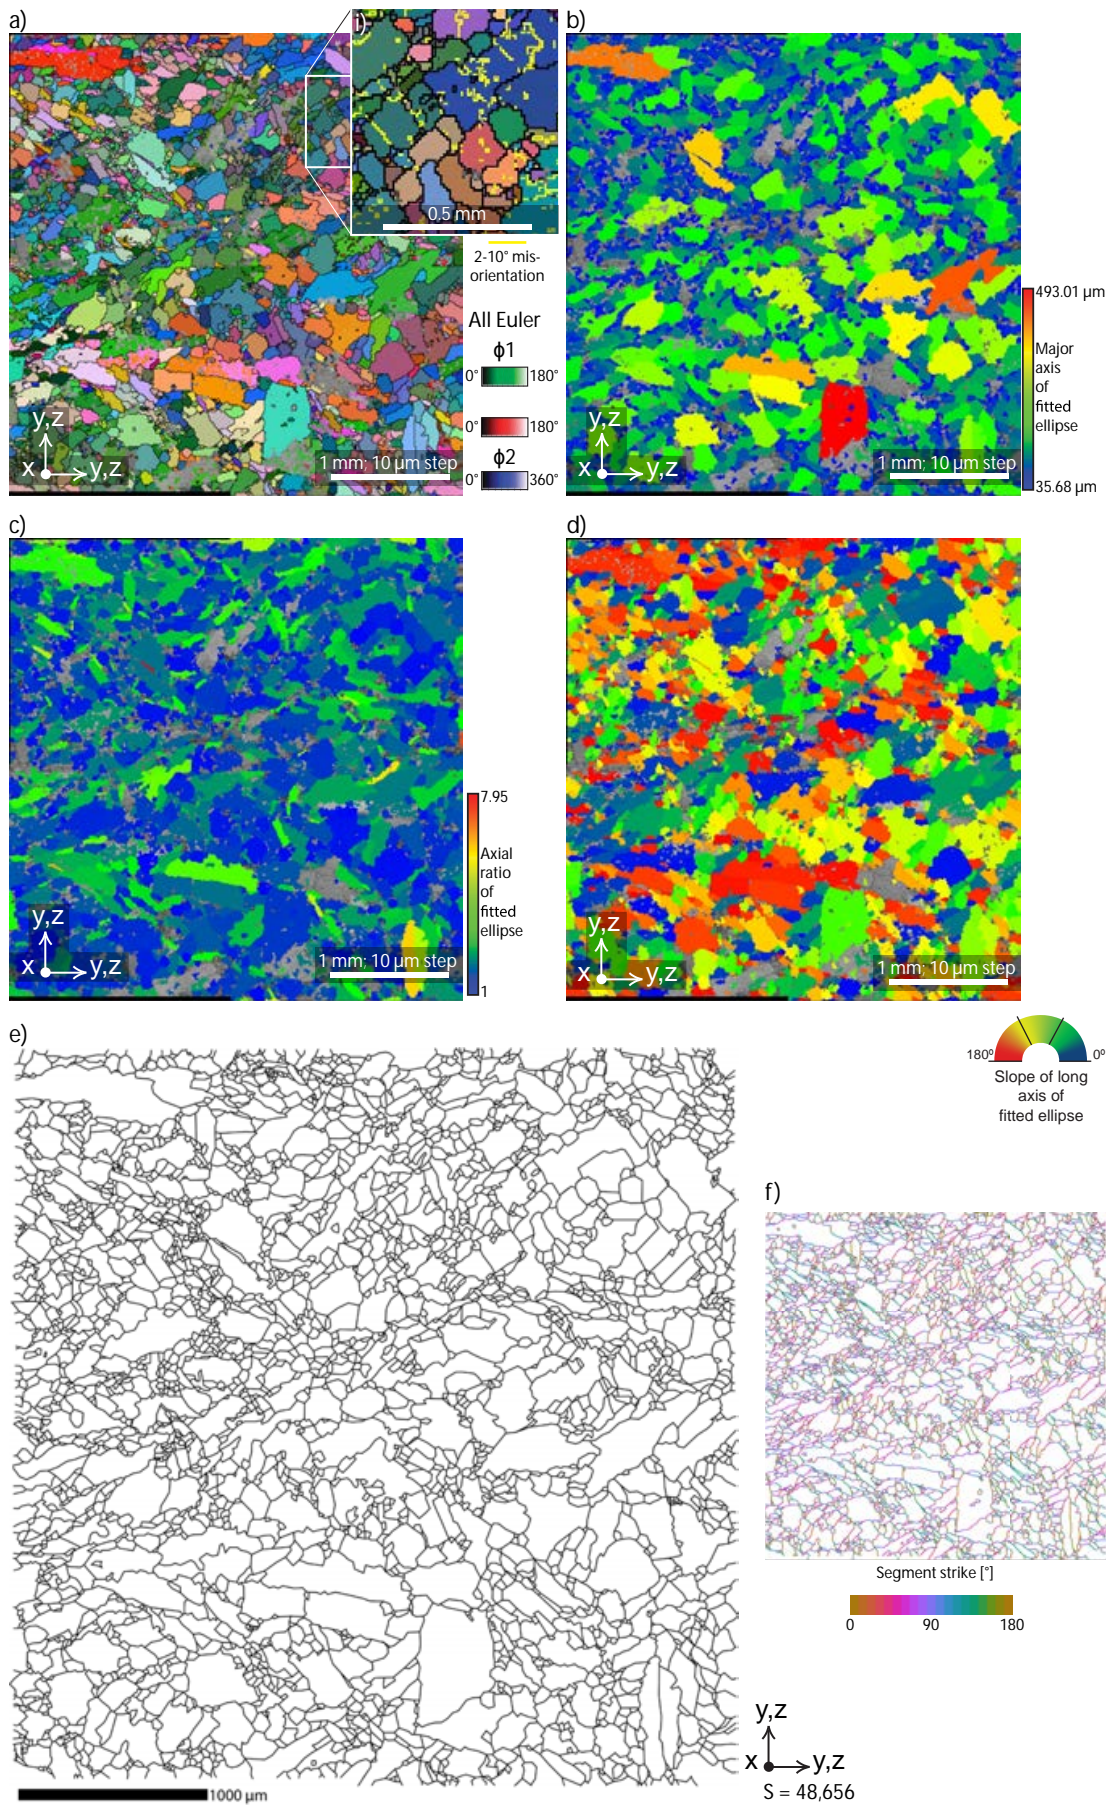 a)
i)
0.5 mm
2-10° mis-
orientation
All Euler
ϕ1
0° 180°
0° 180°
ϕ2
0° 360°
y,z
x y,z
1 mm; 10 µm step
b)
493.01 µm
Major
axis
of
fitted
ellipse
35.68 µm
y,z
x y,z
1 mm; 10 µm step
c)
7.95
Axial
ratio
of
fitted
ellipse
1
y,z
x y,z
1 mm; 10 µm step
d)
y,z
x y,z
1 mm; 10 µm step
180º 0º
Slope of long
axis of
fitted ellipse
e)
1000 µm
f)
Segment strike [°]
0 90 180
y,z
x y,z
S = 48,656